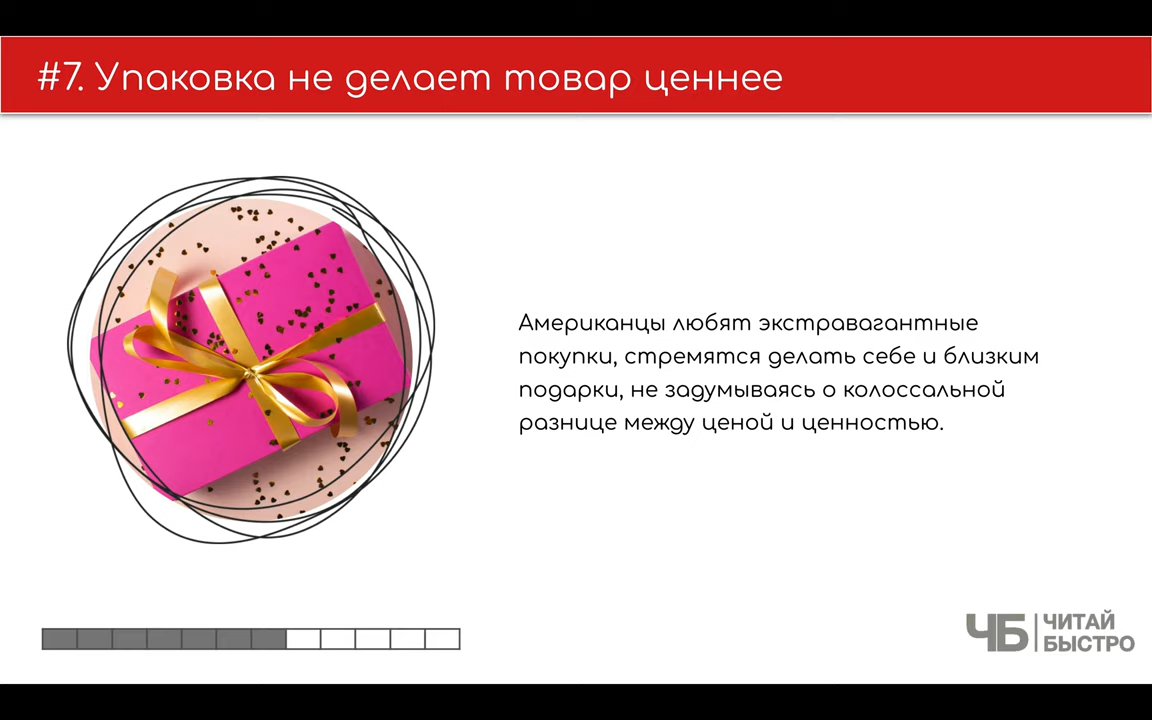 #7. Упаковка не делает товар ценнее
Американцы любят экстравагантные
покупки, стремятся делать себе и близким
подарки, не задумываясь о колоссальной
разнице между ценой и ценностью.
ЧБ ЧИТАЙ
БЫСТРО